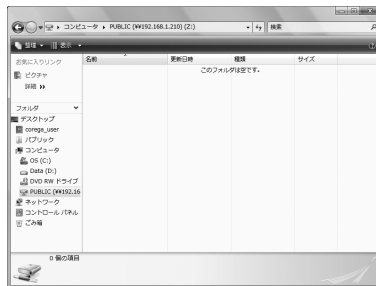 コンピュータ ▸ PUBLIC (¥¥192.168.1.210) (Z:)
検索
整理 ▼ 表示 ▼
お気に入りリンク
ピクチャ
詳細 »
フォルダ
デスクトップ
corega_user
パブリック
コンピュータ
OS (C:)
Data (D:)
DVD RW ドライブ
PUBLIC (¥¥192.16
ネットワーク
コントロール パネル
ごみ箱
名前 更新日時 種類 サイズ
このフォルダは空です。
0 個の項目